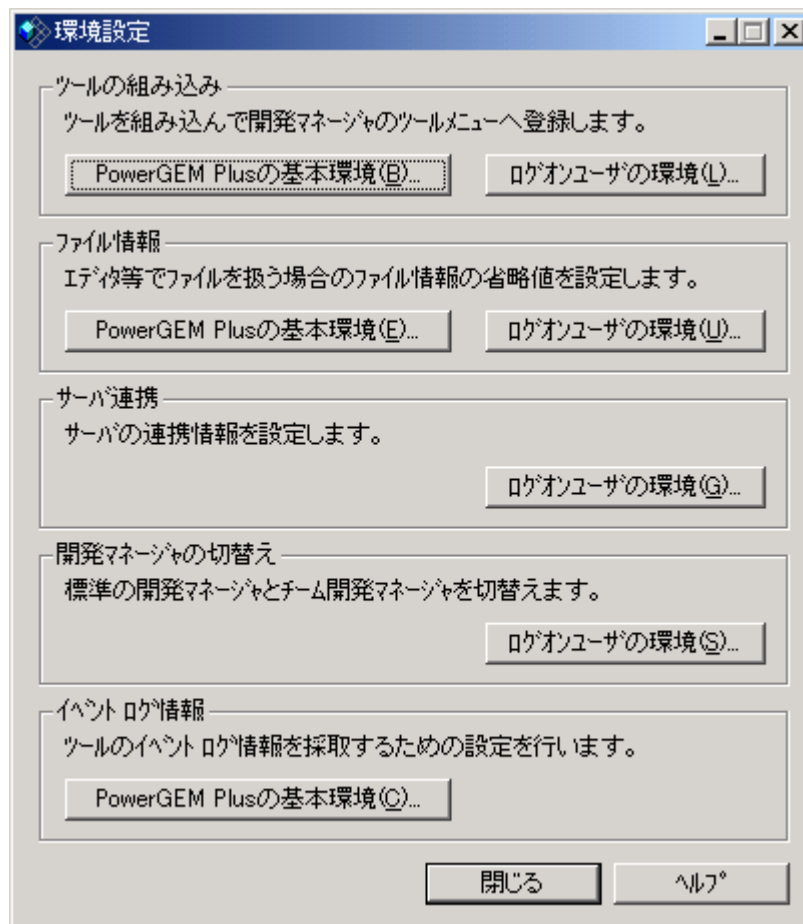 環境設定
ツールの組み込み
ツールを組み込んで開発マネージャのツールメニューへ登録します。
PowerGEM Plusの基本環境(B)... ログオンユーザの環境(L)...
ファイル情報
エディタ等でファイルを扱う場合のファイル情報の省略値を設定します。
PowerGEM Plusの基本環境(E)... ログオンユーザの環境(U)...
サーバ連携
サーバの連携情報を設定します。
ログオンユーザの環境(G)...
開発マネージャの切替え
標準の開発マネージャとチーム開発マネージャを切替えます。
ログオンユーザの環境(S)...
イベントログ情報
ツールのイベントログ情報を採取するための設定を行います。
PowerGEM Plusの基本環境(C)...
閉じる ヘルプ